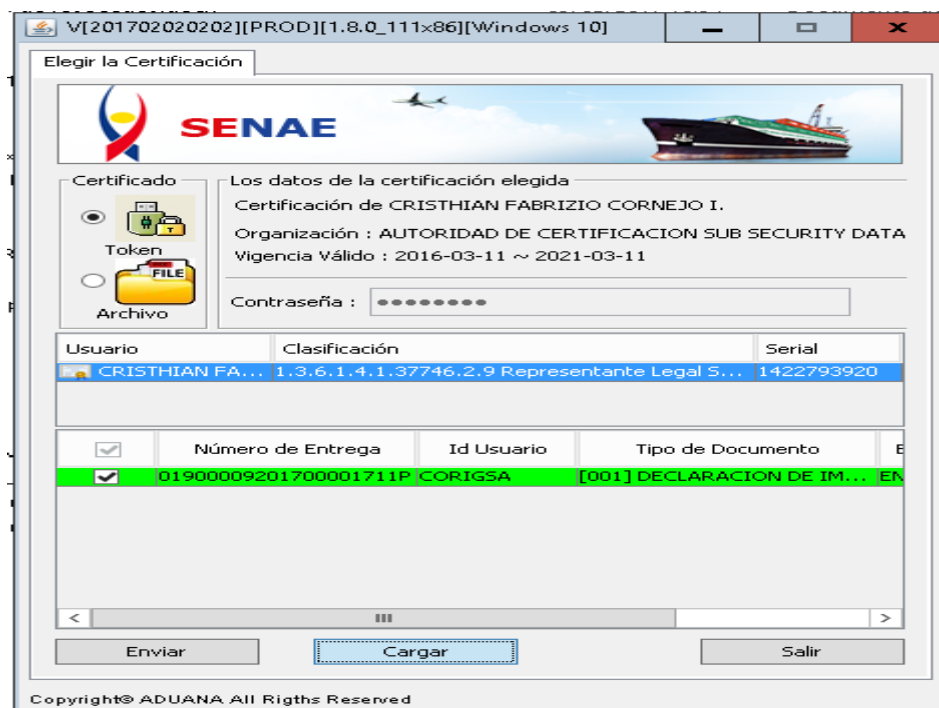 V[201702020202][PROD][1.8.0_111x86][Windows 10]
Elegir la Certificación
SENAE
Certificado
Los datos de la certificación elegida
Certificación de CRISTHIAN FABRIZIO CORNEJO I.
Organización : AUTORIDAD DE CERTIFICACION SUB SECURITY DATA
Token
Vigencia Válido : 2016-03-11 ~ 2021-03-11
FILE
Archivo
Contraseña : ●●●●●●●●
Usuario Clasificación Serial
CRISTHIAN FA... 1.3.6.1.4.1.37746.2.9 Representante Legal S... 1422793920
Número de Entrega Id Usuario Tipo de Documento E
01900009201700001711P CORIGSA [001] DECLARACION DE IM... EN
Enviar Cargar Salir
Copyright© ADUANA All Rigths Reserved